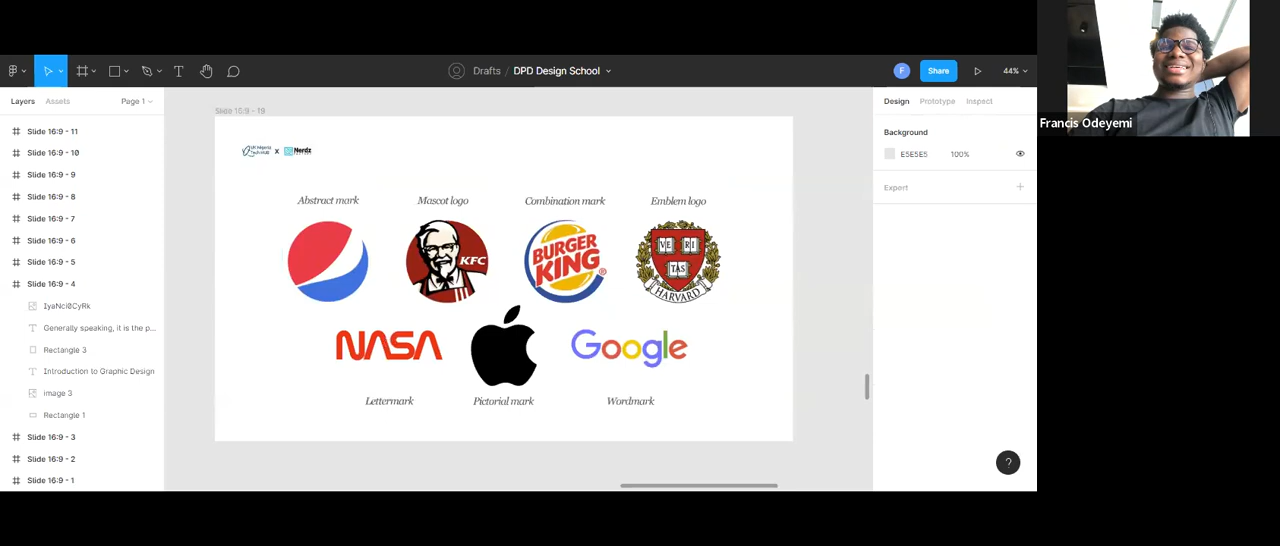 Drafts / DPD Design School
F
Share
44%
Layers
Assets
Page 1
Slide 16:9 - 11
Slide 16:9 - 10
Slide 16:9 - 9
Slide 16:9 - 8
Slide 16:9 - 7
Slide 16:9 - 6
Slide 16:9 - 5
Slide 16:9 - 4
Generally speaking, it is the p...
Rectangle 3
Introduction to Graphic Design
image 3
Rectangle 1
Slide 16:9 - 3
Slide 16:9 - 2
Slide 16:9 - 1
Slide 16:9 - 19
X
Nerdz
Abstract mark
Mascot logo
Combination mark
Emblem logo
KFC
BURGER
KING®
VE RI
TAS
HARVARD
NASA
Google
Lettermark
Pictorial mark
Wordmark
Design
Prototype
Inspect
Background
E5E5E5
100%
Export
?
Francis Odeyemi